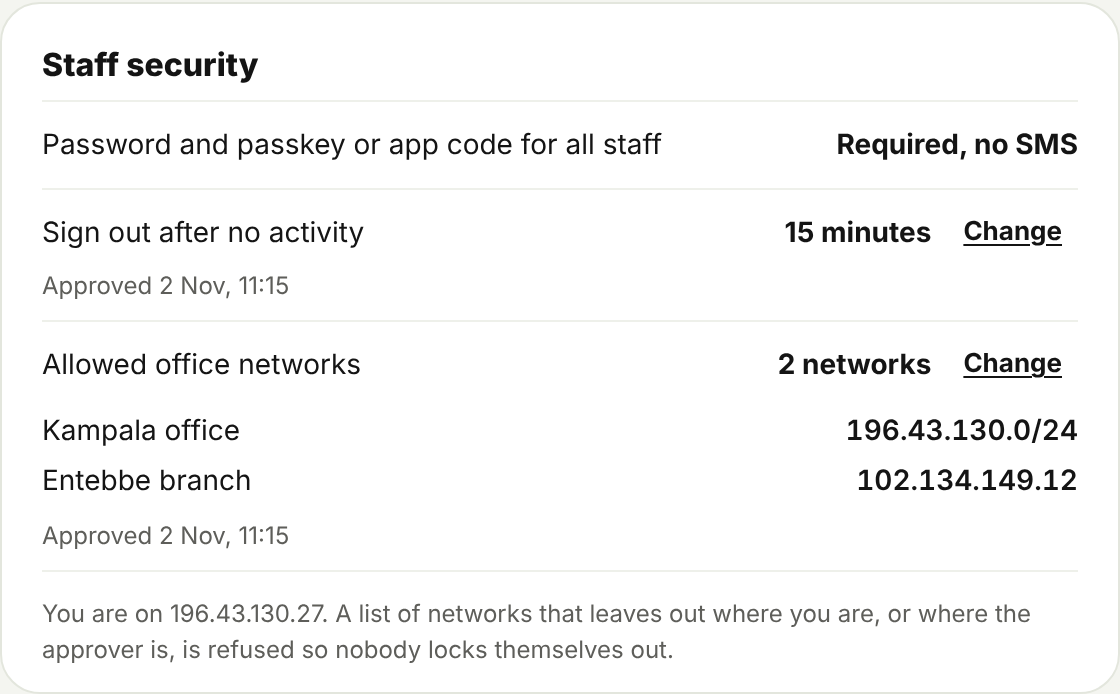 Staff security
Password and passkey or app code for all staff Required, no SMS
Sign out after no activity 15 minutes Change
Approved 2 Nov, 11:15
Allowed office networks 2 networks Change
Kampala office 196.43.130.0/24
Entebbe branch 102.134.149.12
Approved 2 Nov, 11:15
You are on 196.43.130.27. A list of networks that leaves out where you are, or where the
approver is, is refused so nobody locks themselves out.